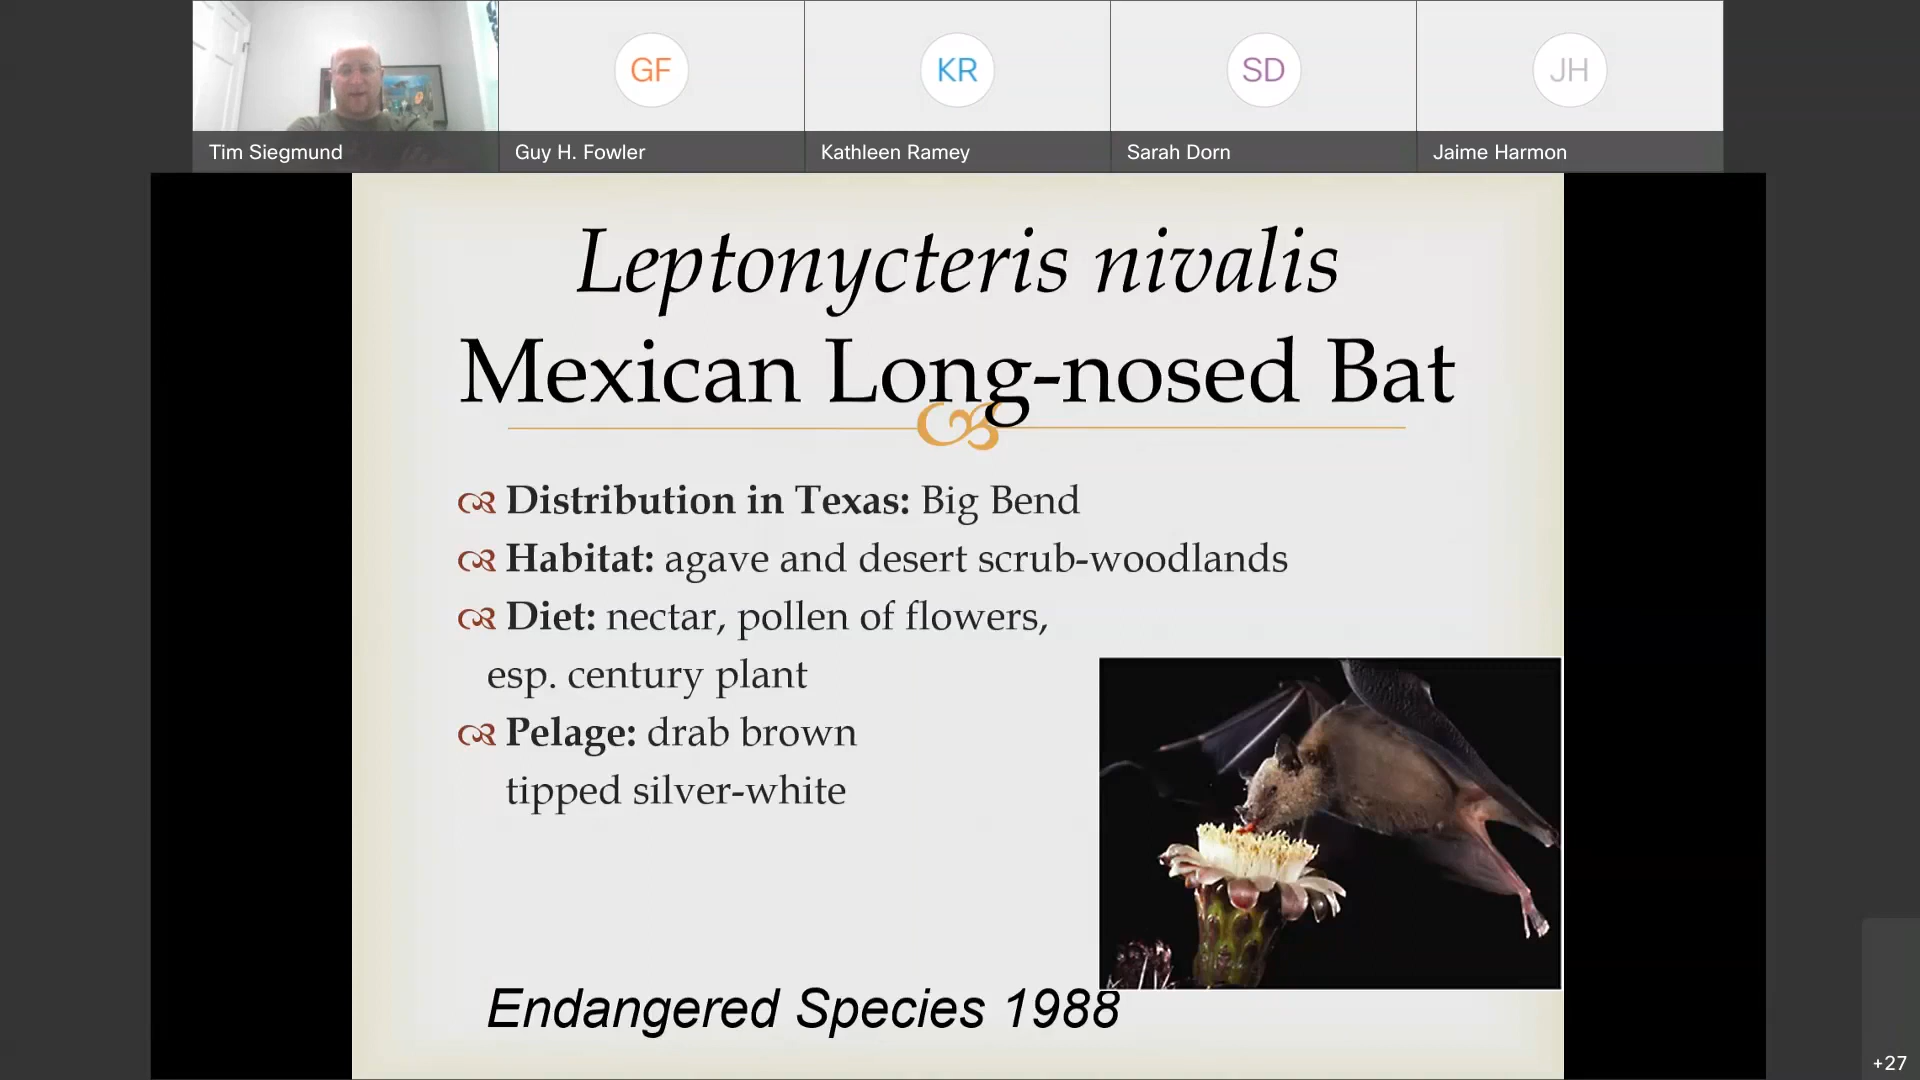 GF
KR
SD
JH
Tim Siegmund
Guy H. Fowler
Kathleen Ramey
Sarah Dorn
Jaime Harmon
Leptonycteris nivalis
Mexican Long-nosed Bat
Distribution in Texas: Big Bend
Habitat: agave and desert scrub-woodlands
Diet: nectar, pollen of flowers,
esp. century plant
Pelage: drab brown
tipped silver-white
Endangered Species 1988
+27